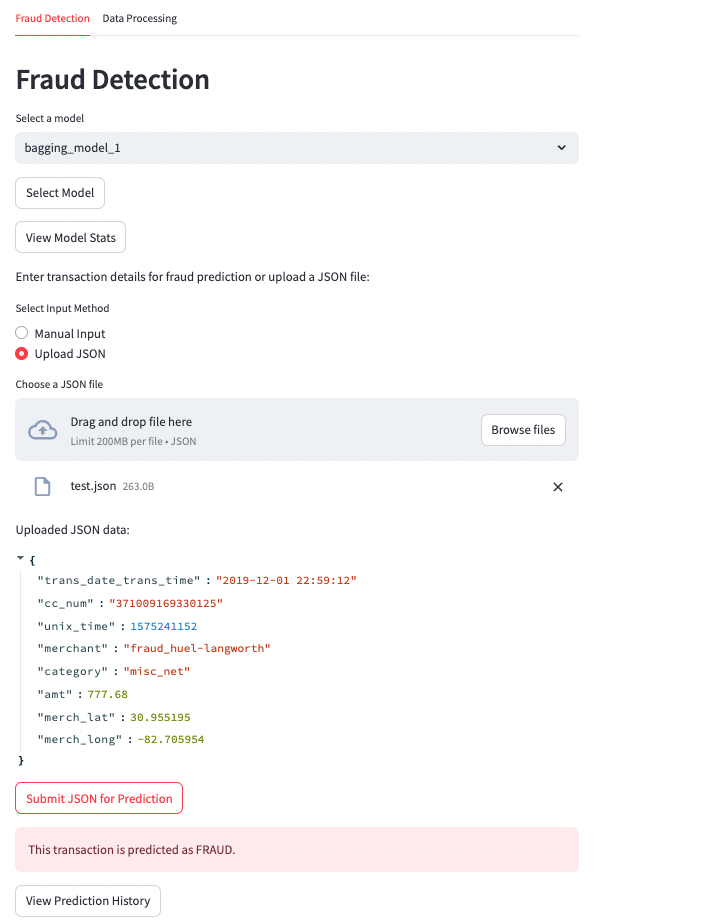 Fraud Detection Data Processing
Fraud Detection
Select a model
bagging_model_1
Select Model
View Model Stats
Enter transaction details for fraud prediction or upload a JSON file:
Select Input Method
Manual Input
Upload JSON
Choose a JSON file
Drag and drop file here
Limit 200MB per file • JSON
Browse files
test.json 263.0B
Uploaded JSON data:
{
"trans_date_trans_time" : "2019-12-01 22:59:12"
"cc_num" : "371009169330125"
"unix_time" : 1575241152
"merchant" : "fraud_huel-langworth"
"category" : "misc_net"
"amt" : 777.68
"merch_lat" : 30.955195
"merch_long" : -82.705954
}
Submit JSON for Prediction
This transaction is predicted as FRAUD.
View Prediction History